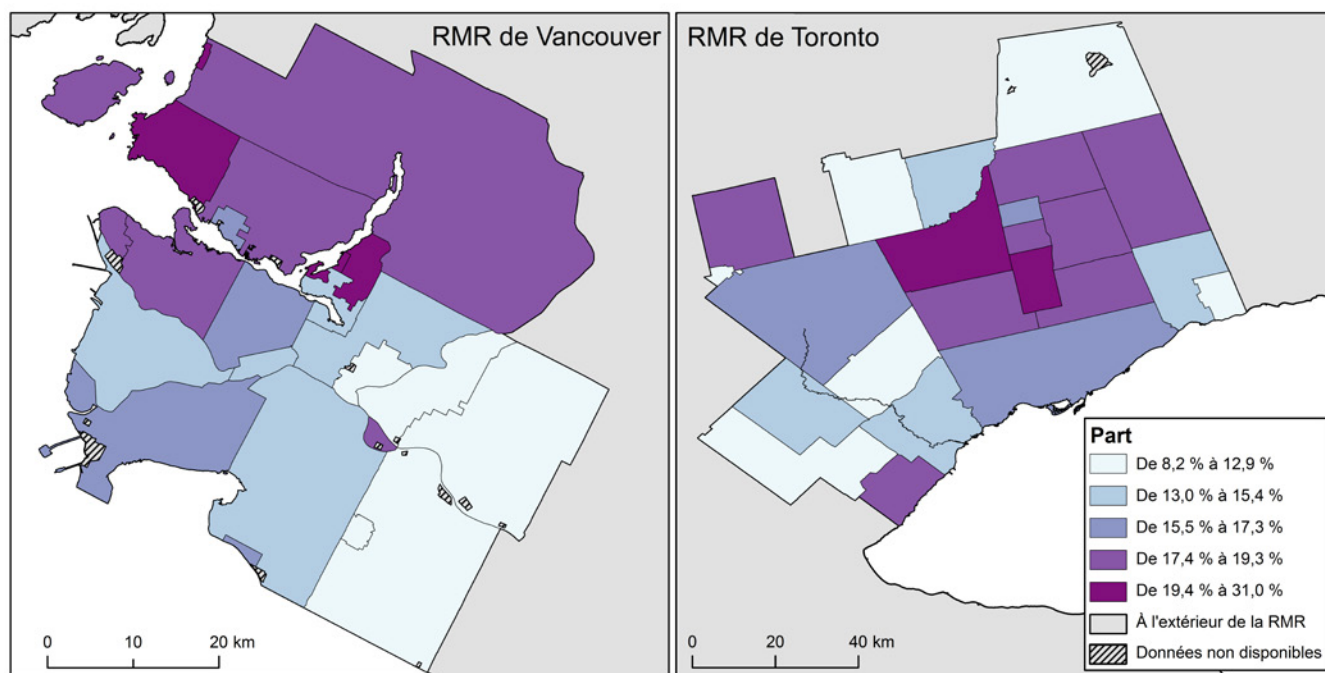 RMR de Vancouver
0 10 20 km
RMR de Toronto
0 20 40 km
Part
De 8,2 % à 12,9 %
De 13,0 % à 15,4 %
De 15,5 % à 17,3 %
De 17,4 % à 19,3 %
De 19,4 % à 31,0 %
À l'extérieur de la RMR
Données non disponibles